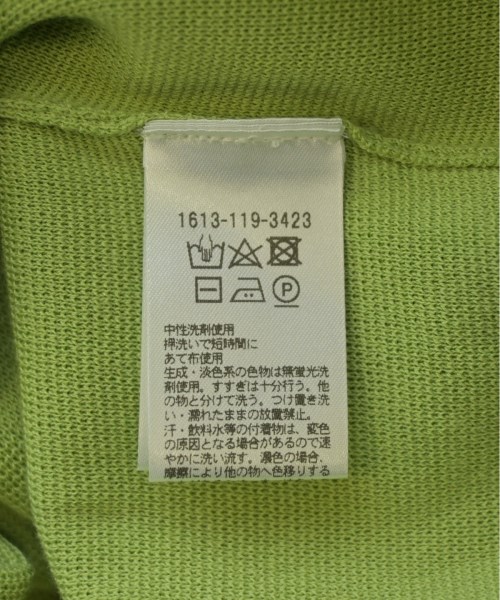 1613-119-3423
P
中性洗剤使用
押洗いで短時間に
あて布使用
生成・淡色系の色物は無蛍光洗
剤使用。すすぎは十分行う。他
の物と分けて洗う。つけ置き洗
い・濡れたままの放置禁止。
汗・飲料水等の付着物は、変色
の原因となる場合があるので速
やかに洗い流す。濃色の場合、
摩擦により他の物へ色移りする